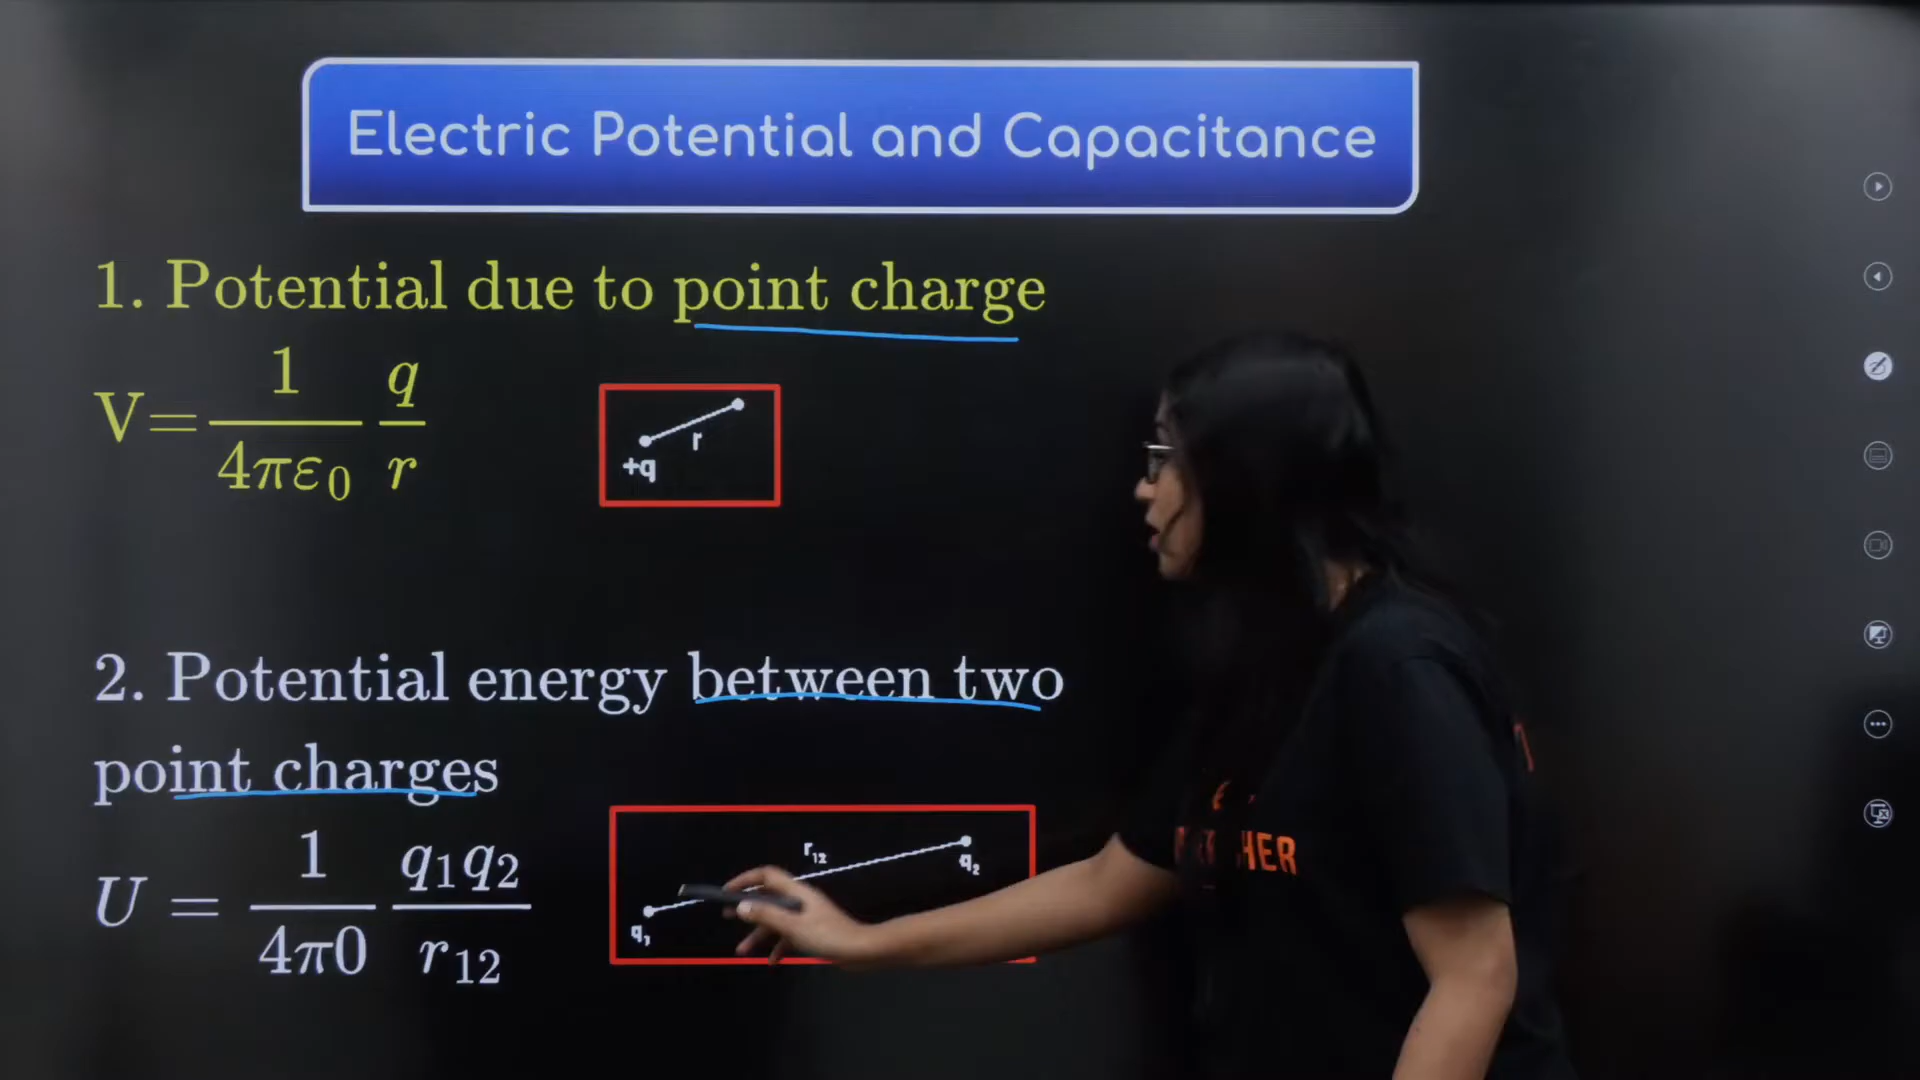 Electric Potential and Capacitance
1. Potential due to point charge
V= 1/4πε₀ q/r
+q
r
2. Potential energy between two
point charges
U = 1/4π0 q₁q₂/r₁₂
r₁₂
q₁
q₂
HER